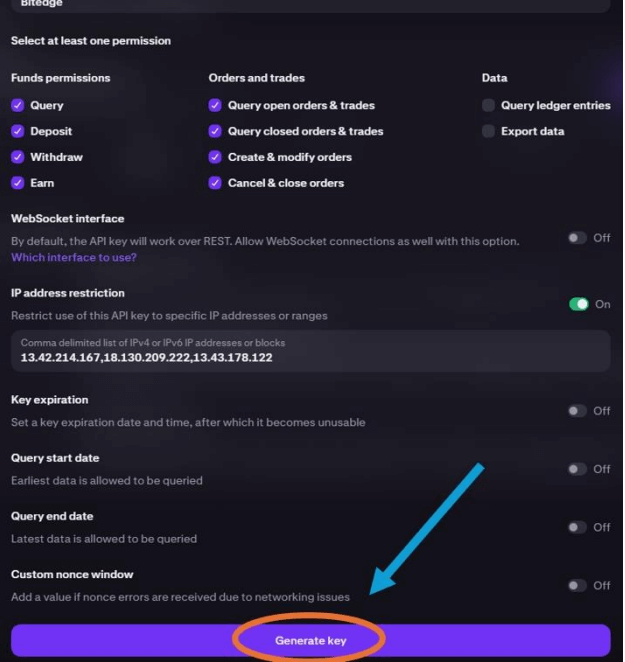 Bitedge
Select at least one permission
Funds permissions
Query
Deposit
Withdraw
Earn
Orders and trades
Query open orders & trades
Query closed orders & trades
Create & modify orders
Cancel & close orders
Data
Query ledger entries
Export data
WebSocket interface
By default, the API key will work over REST. Allow WebSocket connections as well with this option.
Which interface to use?
Off
IP address restriction
Restrict use of this API key to specific IP addresses or ranges
On
Comma delimited list of IPv4 or IPv6 IP addresses or blocks
13.42.214.167,18.130.209.222,13.43.178.122
Key expiration
Set a key expiration date and time, after which it becomes unusable
Off
Query start date
Earliest data is allowed to be queried
Off
Query end date
Latest data is allowed to be queried
Off
Custom nonce window
Add a value if nonce errors are received due to networking issues
Off
Generate key